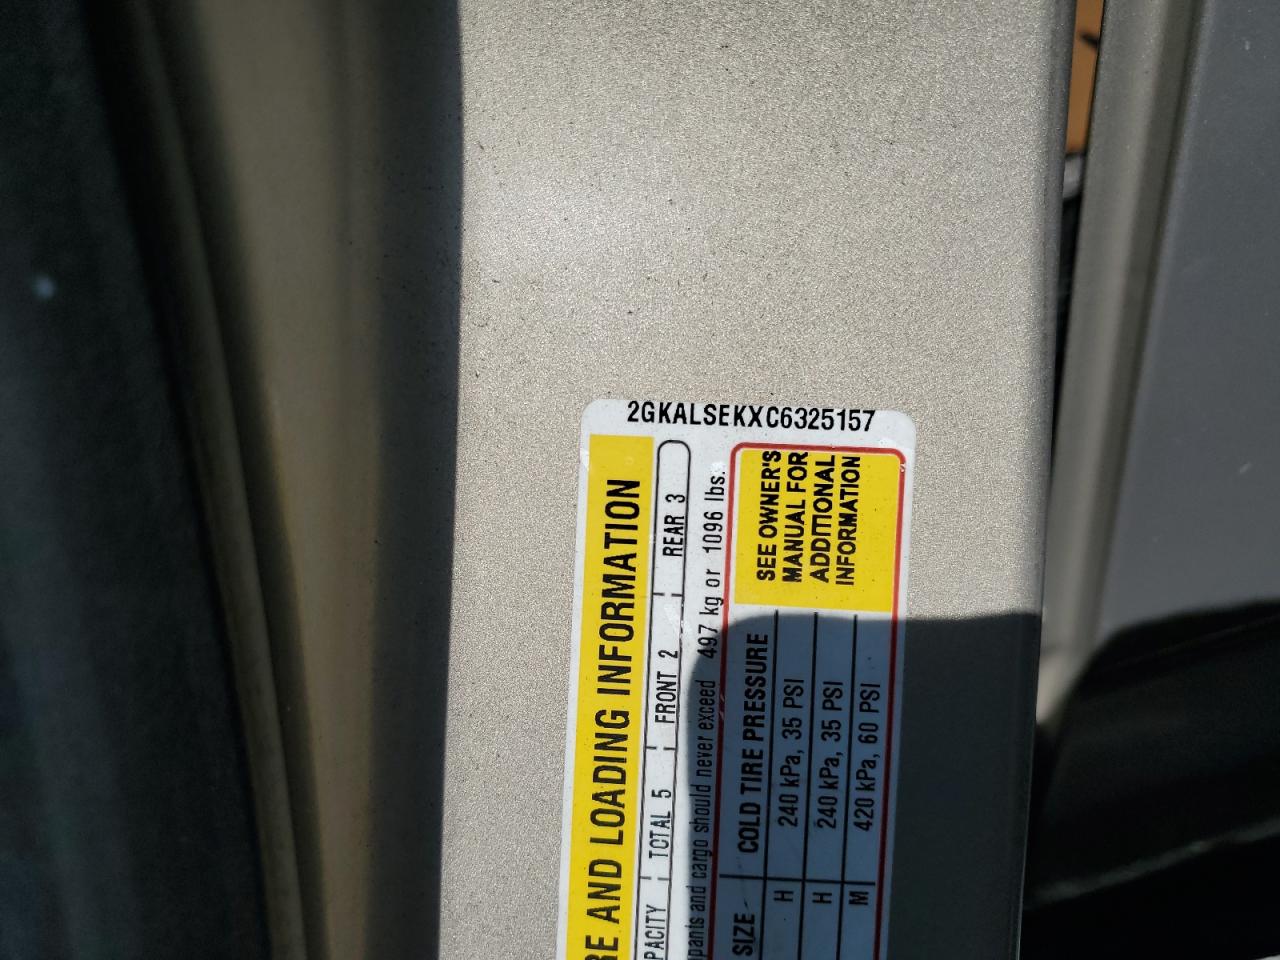 2GKALSEKXC6325157
RE AND LOADING INFORMATION
PACITY TOTAL 5 FRONT 2 REAR 3
upants and cargo should never exceed 497 kg or 1096 lbs.
SIZE COLD TIRE PRESSURE
H 240 kPa, 35 PSI
H 240 kPa, 35 PSI
M 420 kPa, 60 PSI
SEE OWNER'S
MANUAL FOR
ADDITIONAL
INFORMATION